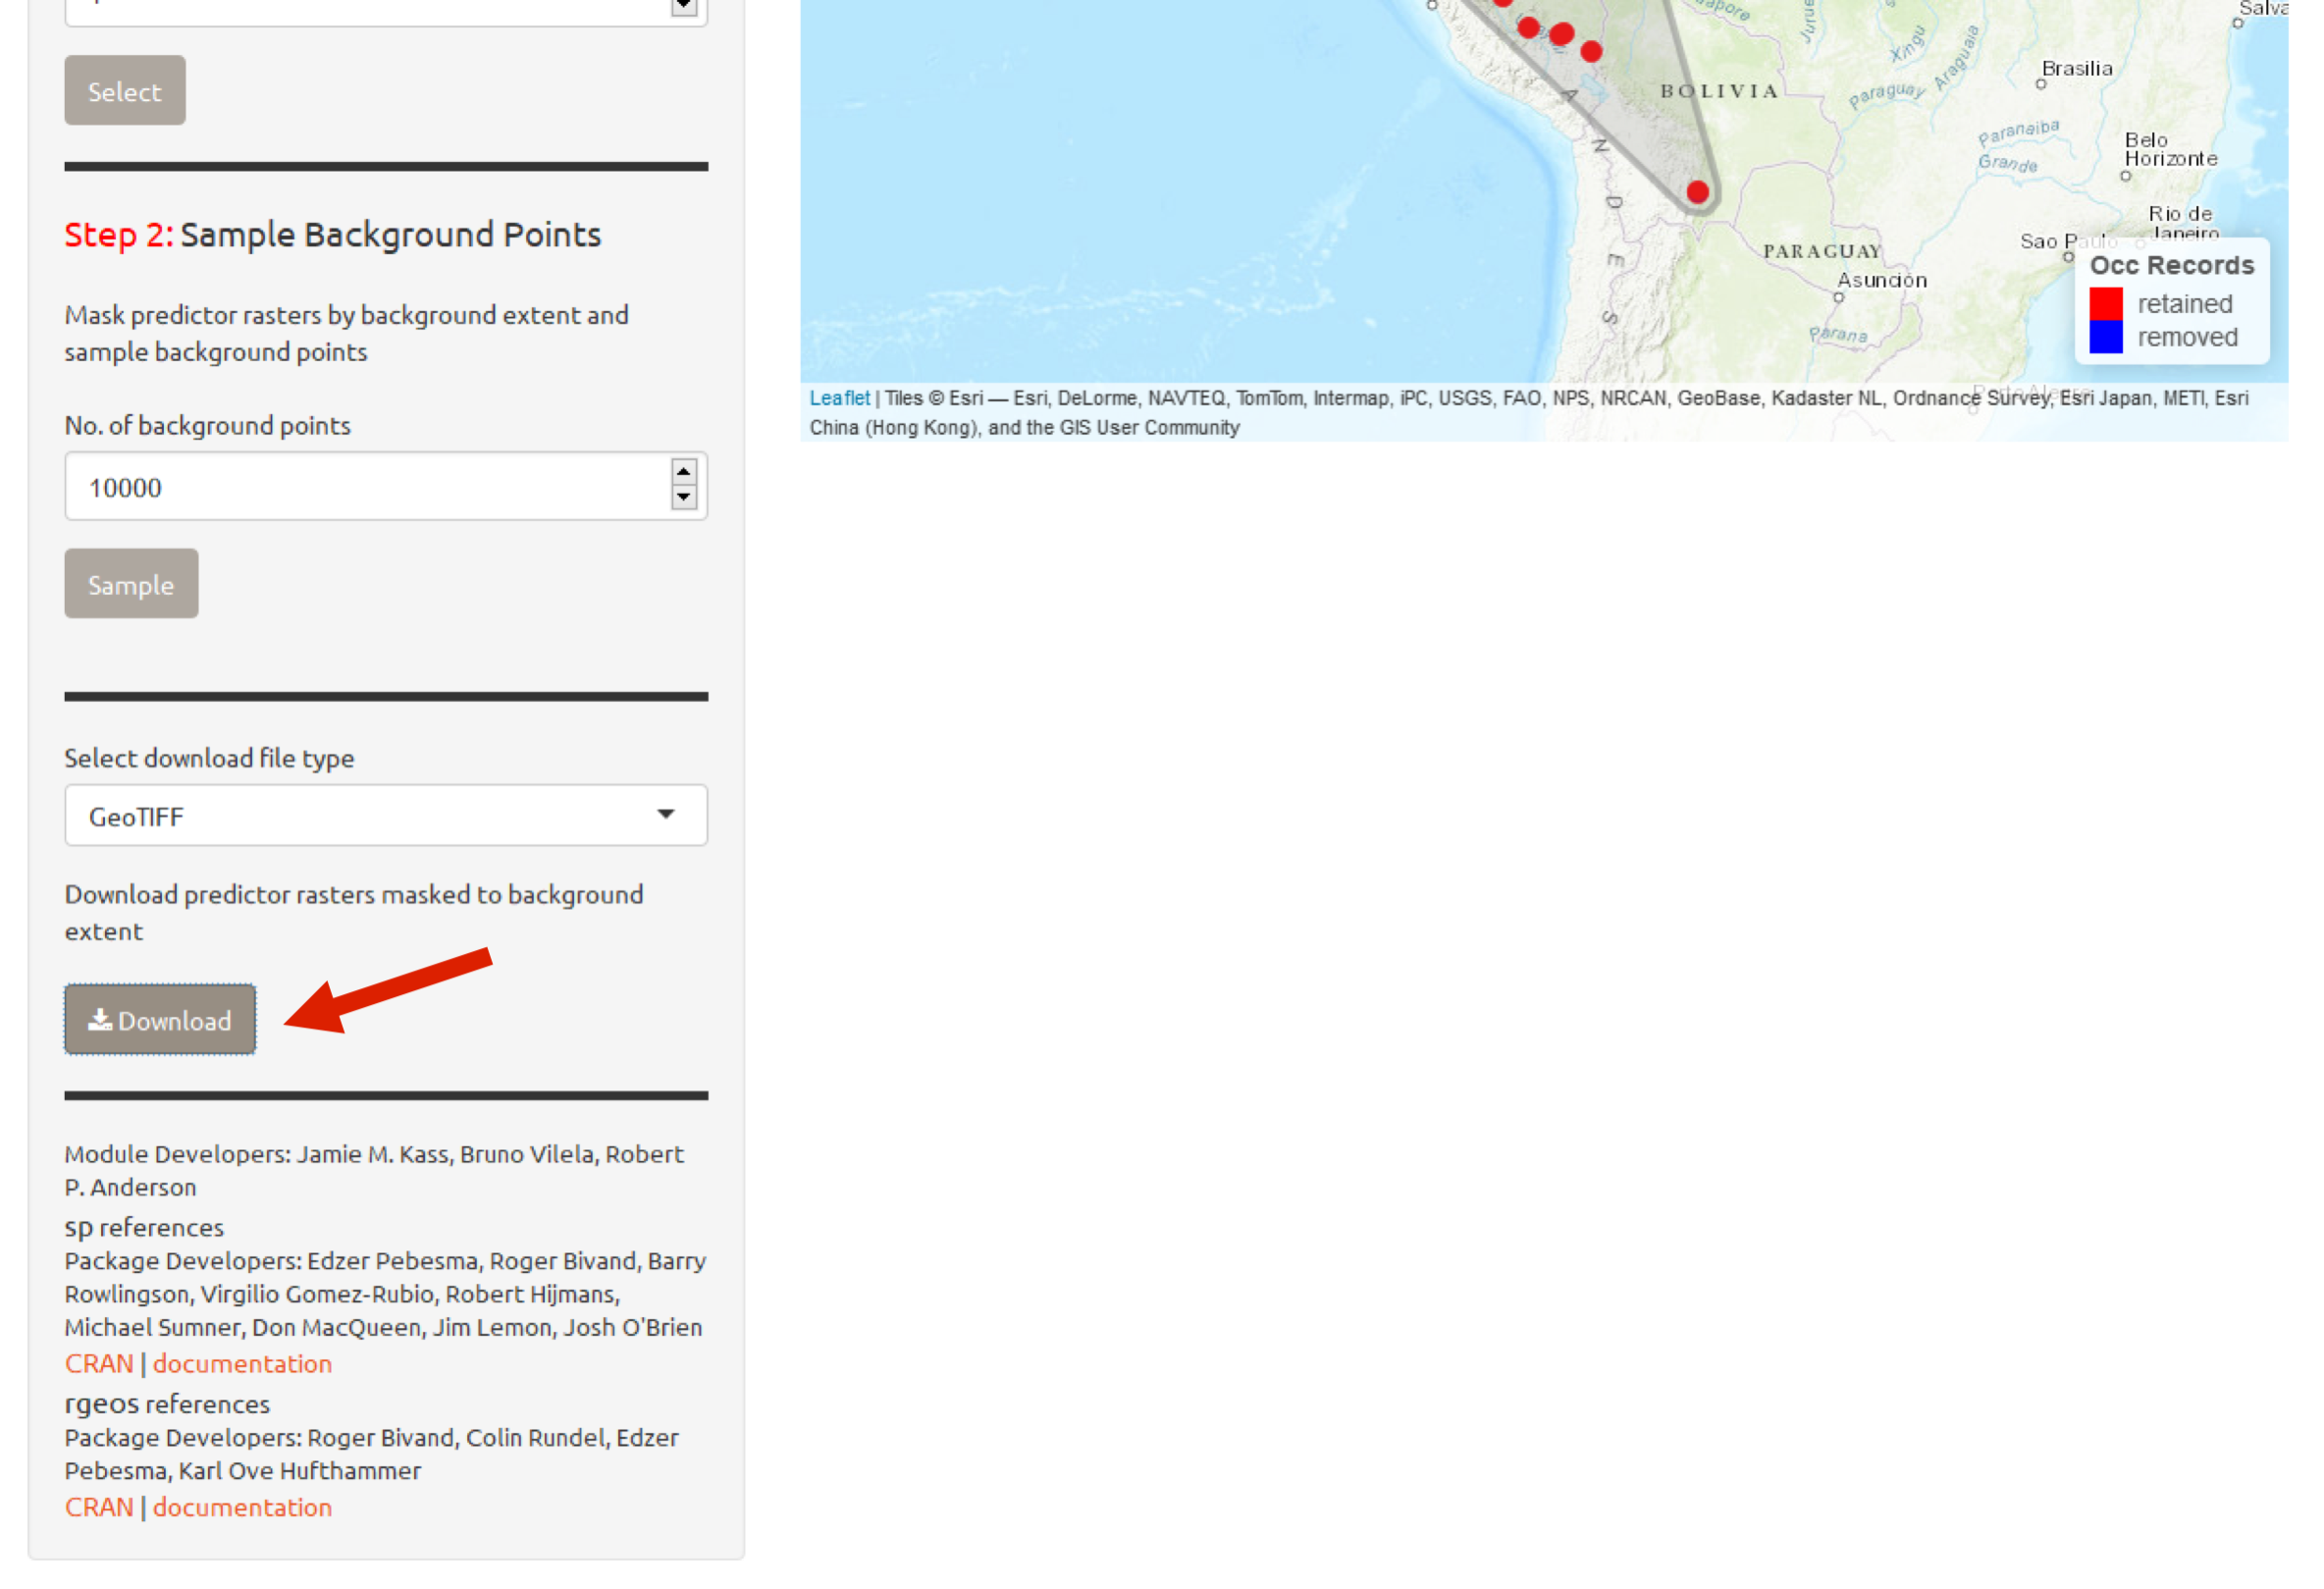 Select
Step 2: Sample Background Points
Mask predictor rasters by background extent and
sample background points
No. of background points
10000
Sample
Select download file type
GeoTIFF
Download predictor rasters masked to background
extent
Download
Module Developers: Jamie M. Kass, Bruno Vilela, Robert
P. Anderson
sp references
Package Developers: Edzer Pebesma, Roger Bivand, Barry
Rowlingson, Virgilio Gomez-Rubio, Robert Hijmans,
Michael Sumner, Don MacQueen, Jim Lemon, Josh O'Brien
CRAN | documentation
rgeos references
Package Developers: Roger Bivand, Colin Rundel, Edzer
Pebesma, Karl Ove Hufthammer
CRAN | documentation
Salva
Xingu
Araguaia
Brasilia
BOLIVIA
Paraguay
Paranaiba
Grande
Belo
Horizonte
ANDES
Rio de
Janeiro
Sao Paulo
PARAGUAY
Asunción
Parana
Occ Records
retained
removed
Porto Alegre
Leaflet | Tiles © Esri — Esri, DeLorme, NAVTEQ, TomTom, Intermap, iPC, USGS, FAO, NPS, NRCAN, GeoBase, Kadaster NL, Ordnance Survey, Esri Japan, METI, Esri
China (Hong Kong), and the GIS User Community